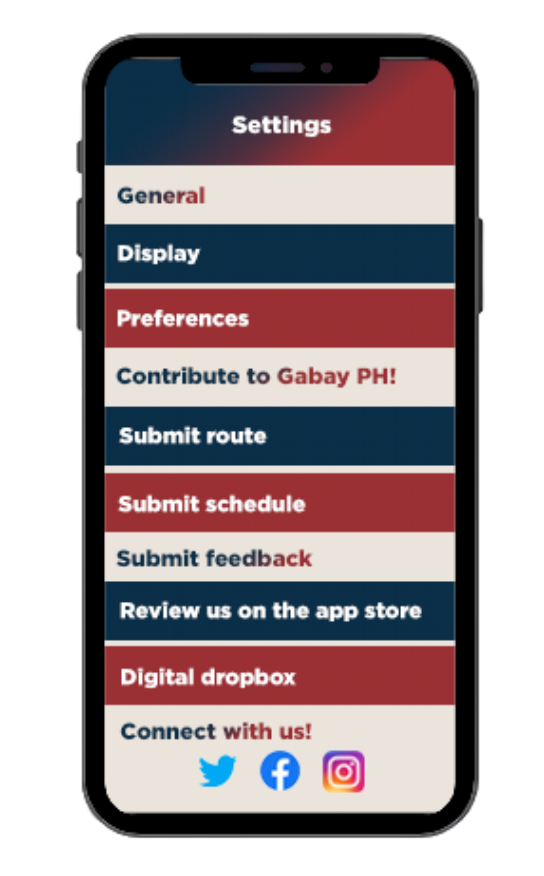 Settings
General
Display
Preferences
Contribute to Gabay PH!
Submit route
Submit schedule
Submit feedback
Review us on the app store
Digital dropbox
Connect with us!